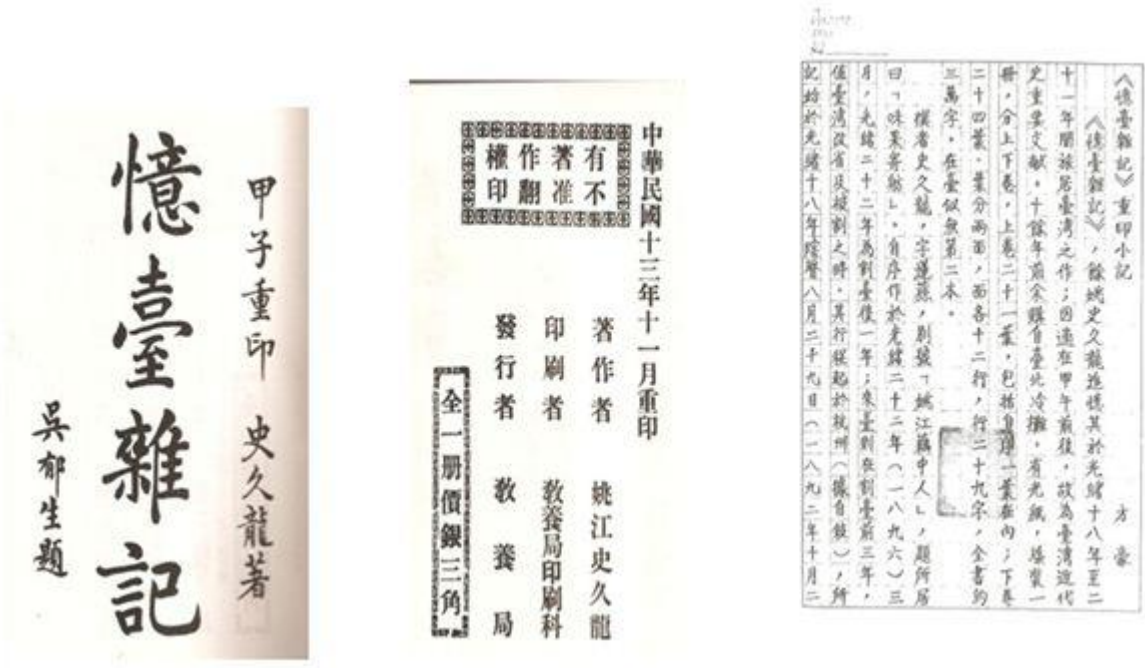 甲子重印 史久龍著
憶臺雜記
吳郁生題
中華民國十三年十一月重印
有著作權
不准翻印
著作者 姚江史久龍
印刷者 教養局印刷科
發行者 教養局
全一册價銀三角
《憶臺雜記》重印小記
方豪
《憶臺雜記》，餘姚史久龍追憶其於光緒十八年至二
十一年間旅居臺灣之作；因適在甲午前後，故為臺灣近代
史重要文獻。十餘年前余購自臺北冷攤，有光紙，綫裝一
冊，分上下卷，上卷二十一葉，包括自序一葉在內；下卷
二十四葉。葉分兩面，面各十二行，行二十九字，全書約
三萬字。在臺似無第二本。
撰者史久龍，字蓮蓀，別號「姚江藕中人」，題所居
曰「味 寄舫」。自序作於光緒二十二年（一八九六）三
月，光緒二十二年為割臺後一年；來臺則在割臺前三年，
值臺灣設省及被割之時。其行程起於杭州（據自敘），所
記始於光緒十八年陰曆八月二十九日（一八九二年十月二